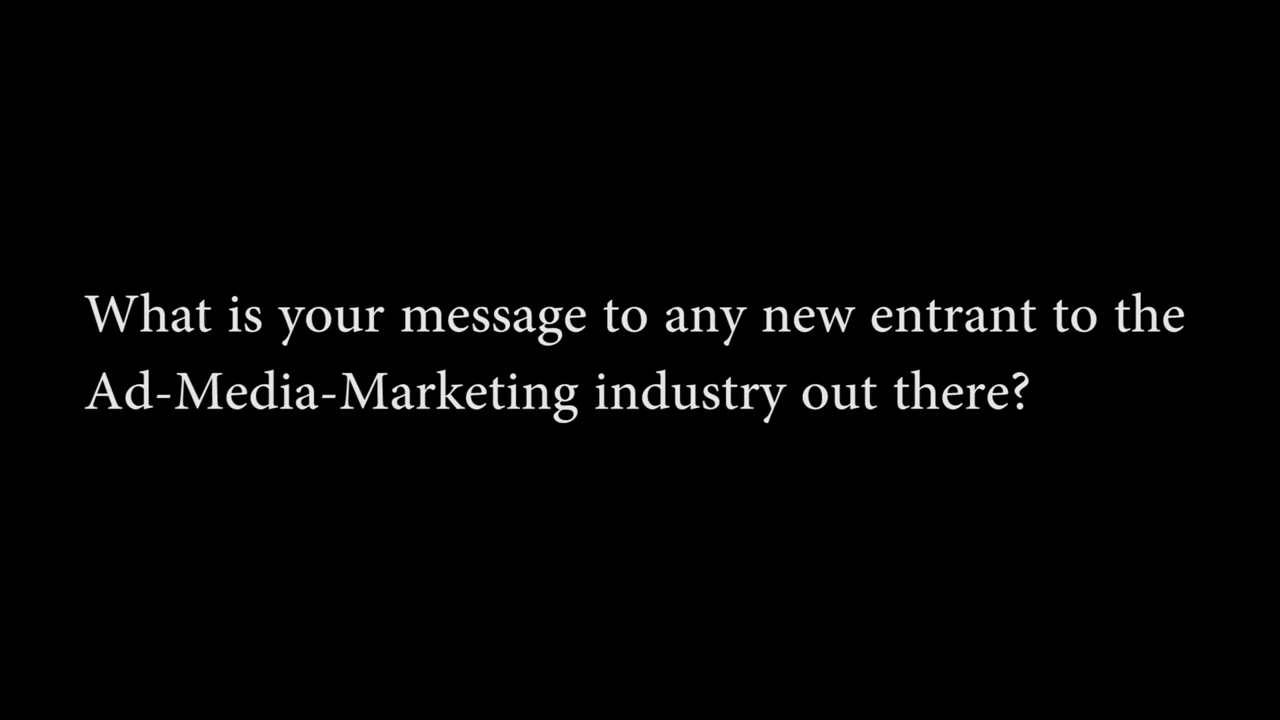 What is your message to any new entrant to the
Ad-Media-Marketing industry out there?